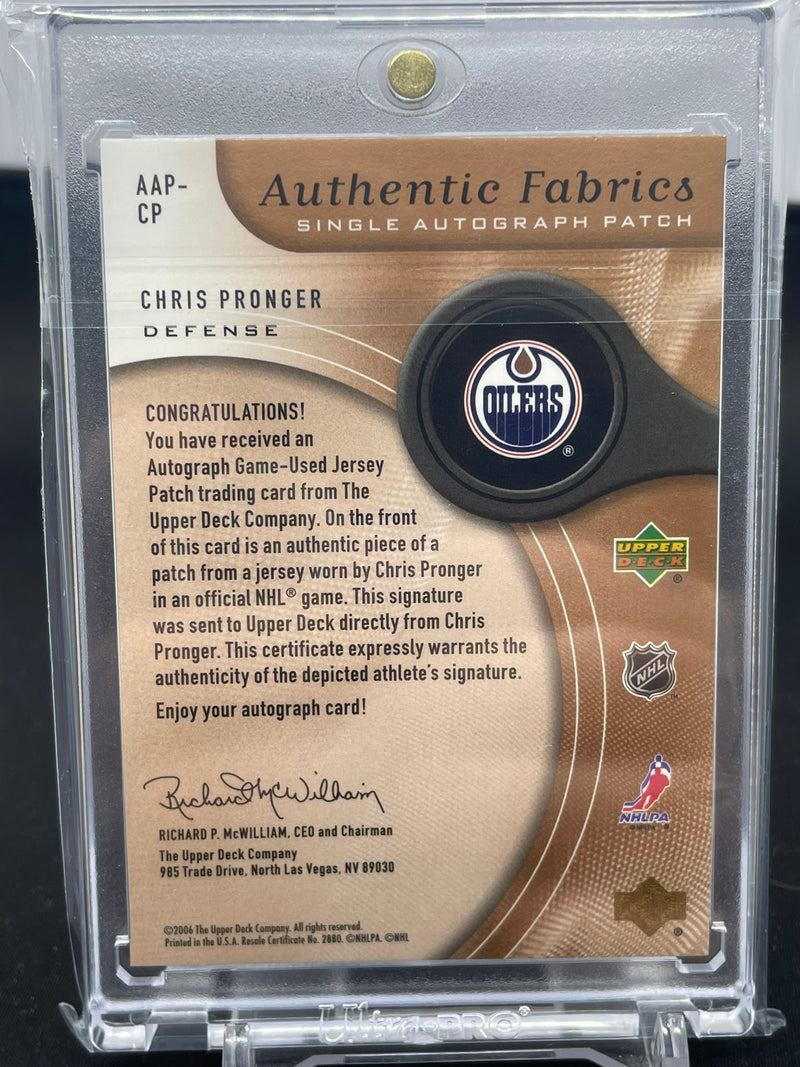 AAP-
CP
Authentic Fabrics
SINGLE AUTOGRAPH PATCH
CHRIS PRONGER
DEFENSE
OILERS
®
CONGRATULATIONS!
You have received an
Autograph Game-Used Jersey
Patch trading card from The
Upper Deck Company. On the front
of this card is an authentic piece of a
patch from a jersey worn by Chris Pronger
in an official NHL® game. This signature
was sent to Upper Deck directly from Chris
Pronger. This certificate expressly warrants the
authenticity of the depicted athlete's signature.
Enjoy your autograph card!
UPPER
D·E·C·K
®
NHL
™
NHLPA
Richard McWilliam
RICHARD P. McWILLIAM, CEO and Chairman
The Upper Deck Company
985 Trade Drive, North Las Vegas, NV 89030
©2006 The Upper Deck Company. All rights reserved.
Printed in the U.S.A. Resale Certificate No. 2880. ©NHLPA. ©NHL
®
Ultra·PRO®